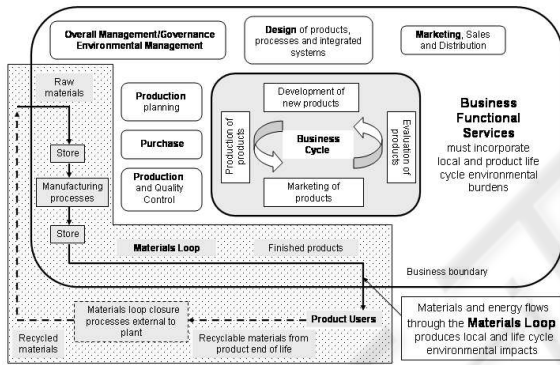 Overall Management/Governance
Environmental Management
Design of products,
processes and integrated
systems
Marketing, Sales
and Distribution
Raw
materials
Production
planning
Development of
new products
Business
Functional
Services
must incorporate
local and product life
cycle environmental
burdens
Store
Purchase
Production of
products
Business
Cycle
Evaluation of
products
Manufacturing
processes
Production
and Quality
Control
Marketing of
products
Store
Materials Loop
Finished products
Business boundary
Materials loop closure
processes external to
plant
Product Users
Materials and energy flows
through the Materials Loop
produces local and life cycle
environmental impacts
Recycled
materials
Recyclable materials from
product end of life